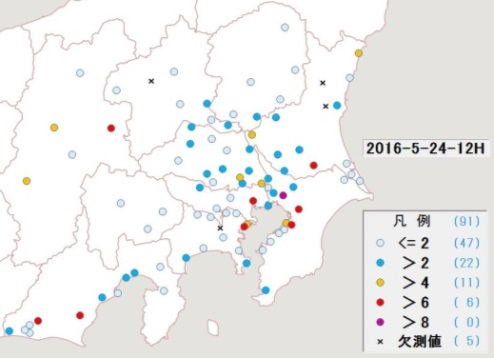 2016-5-24-12H
凡 例 (91)
<= 2 (47)
> 2 (22)
> 4 (11)
> 6 ( 6)
> 8 ( 0)
× 欠測値 ( 5)